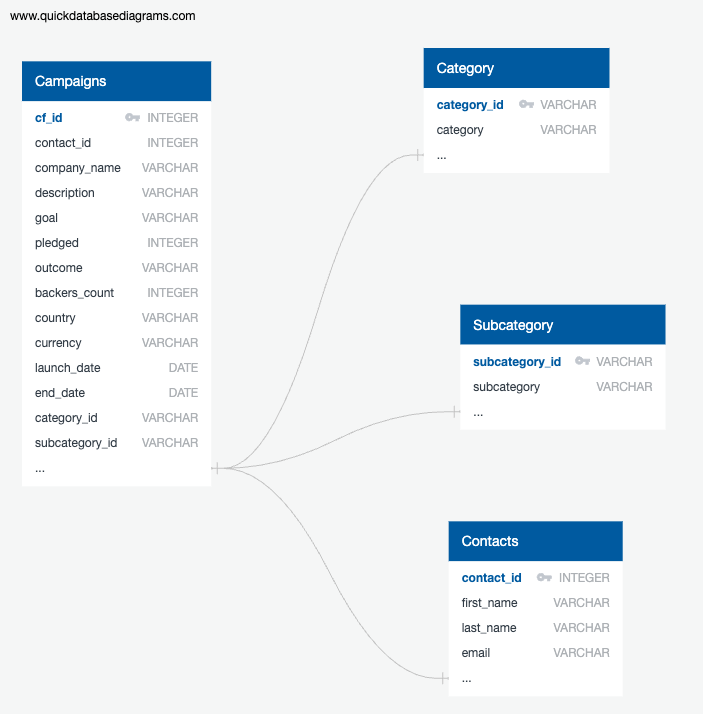 www.quickdatabasediagrams.com
Campaigns
cf_id INTEGER
contact_id INTEGER
company_name VARCHAR
description VARCHAR
goal VARCHAR
pledged INTEGER
outcome VARCHAR
backers_count INTEGER
country VARCHAR
currency VARCHAR
launch_date DATE
end_date DATE
category_id VARCHAR
subcategory_id VARCHAR
...
Category
category_id VARCHAR
category VARCHAR
...
Subcategory
subcategory_id VARCHAR
subcategory VARCHAR
...
Contacts
contact_id INTEGER
first_name VARCHAR
last_name VARCHAR
email VARCHAR
...